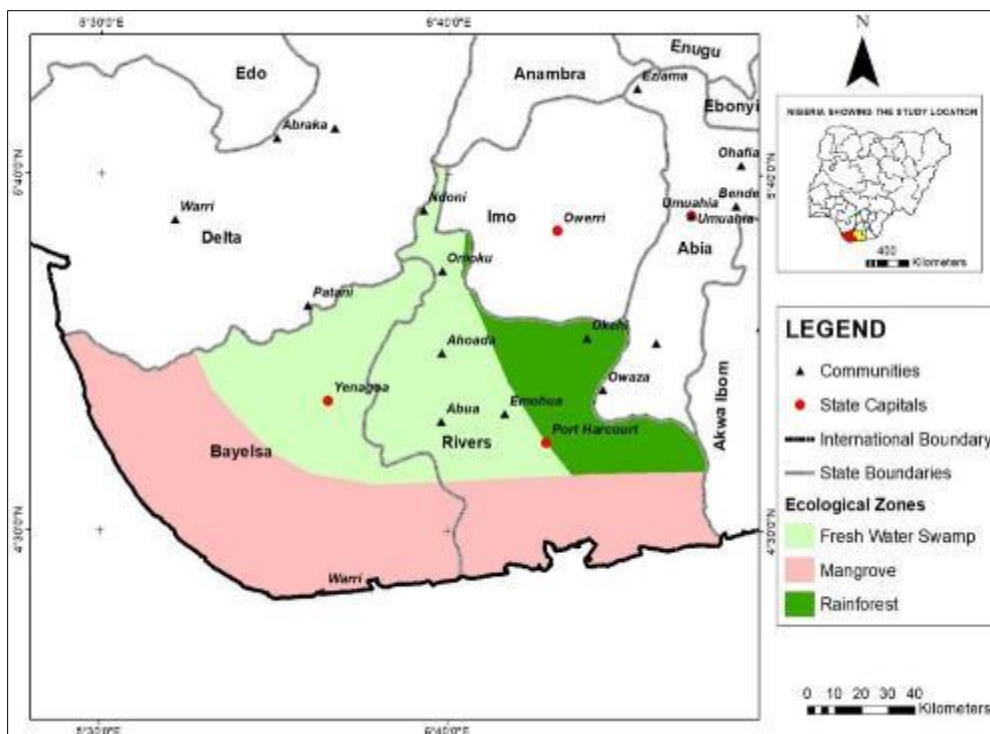 5°30'0"E
6°40'0"E
N
Enugu
Edo
Anambra
Eziama
Ebonyi
Abraka
NIGERIA SHOWING THE STUDY LOCATION
5°40'0"N
5°40'0"N
Ohafia
Ndoni
Bende
Warri
Imo
Owerri
Umuahia
Umuahia
Delta
Abia
Omoku
400
Kilometers
Patani
Okehi
LEGEND
Ahoada
Communities
Owaza
Yenagoa
State Capitals
Abua
Emohua
Akwa Ibom
Rivers
Port Harcourt
International Boundary
Bayelsa
State Boundaries
Ecological Zones
4°30'0"N
4°30'0"N
Fresh Water Swamp
Mangrove
Warri
Rainforest
0 10 20 30 40
Kilometers
5°30'0"E
6°40'0"E